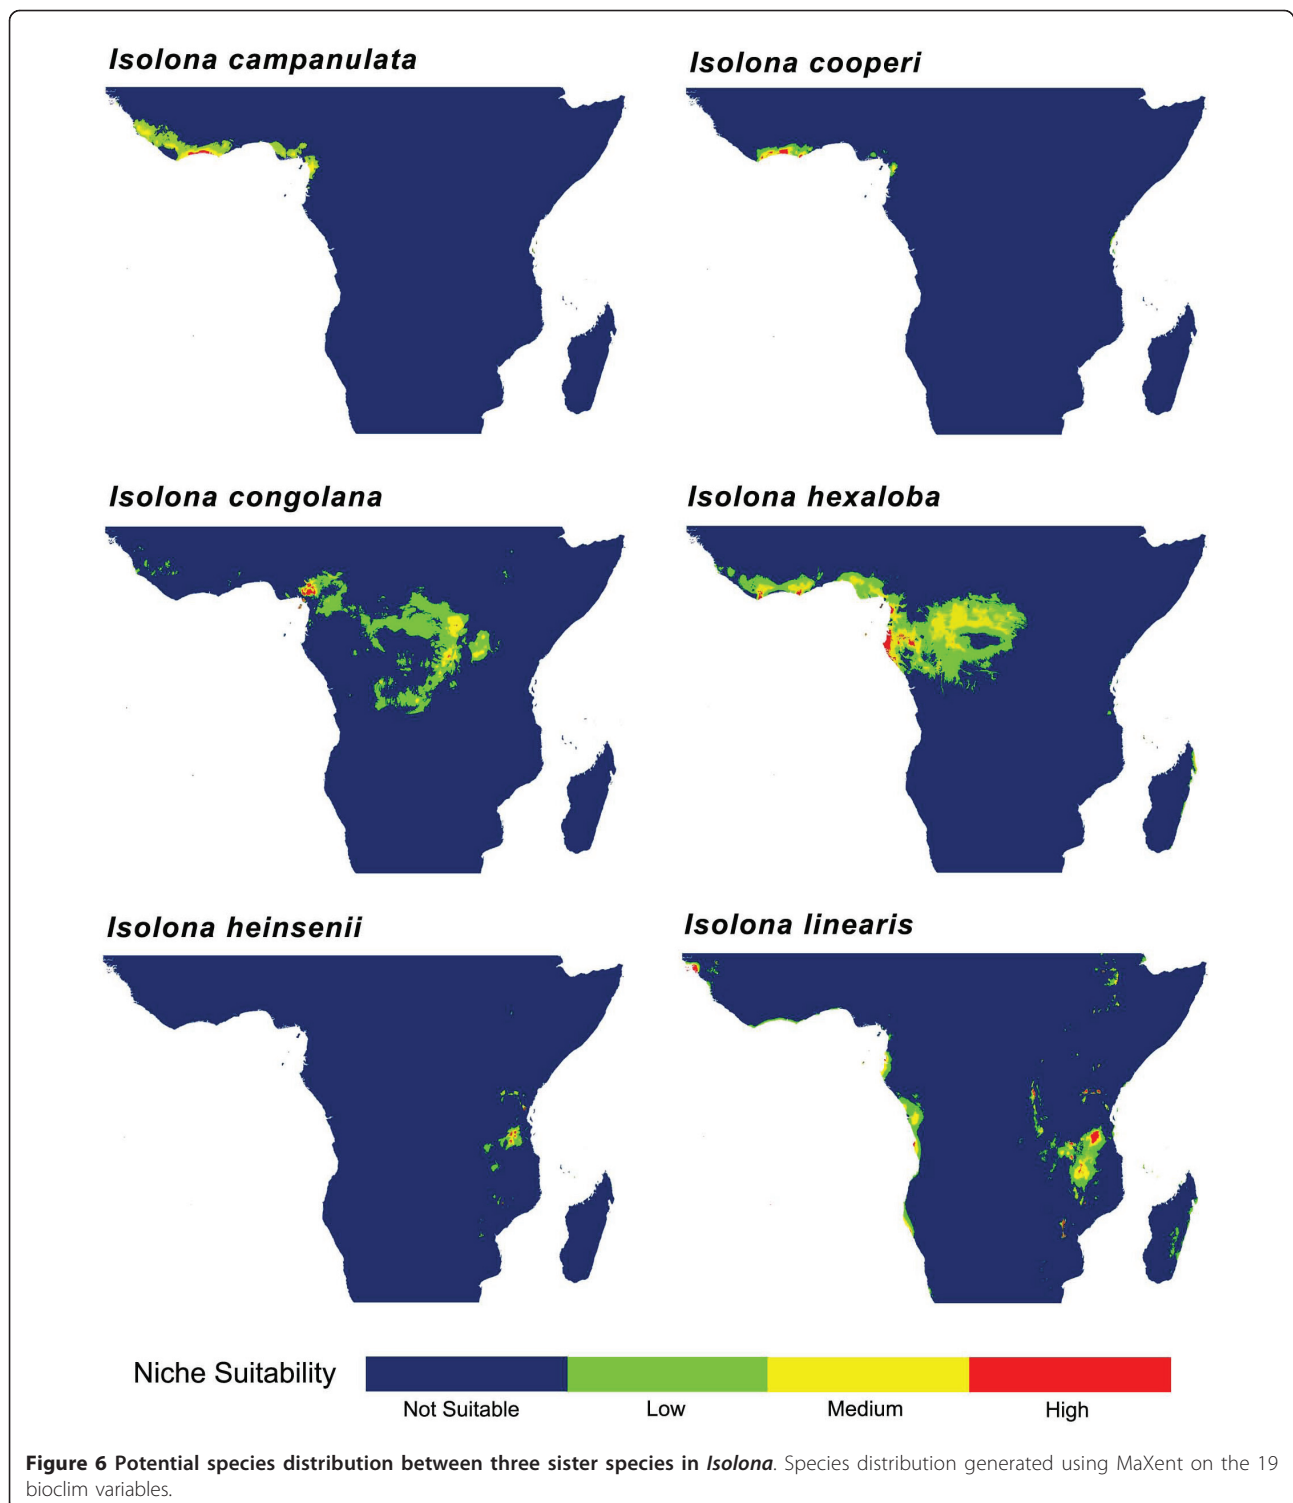 Isolona campanulata
Isolona cooperi
Isolona congolana
Isolona hexaloba
Isolona heinsenii
Isolona linearis
Niche Suitability
Not Suitable
Low
Medium
High
Figure 6 Potential species distribution between three sister species in Isolona. Species distribution generated using MaXent on the 19
bioclim variables.